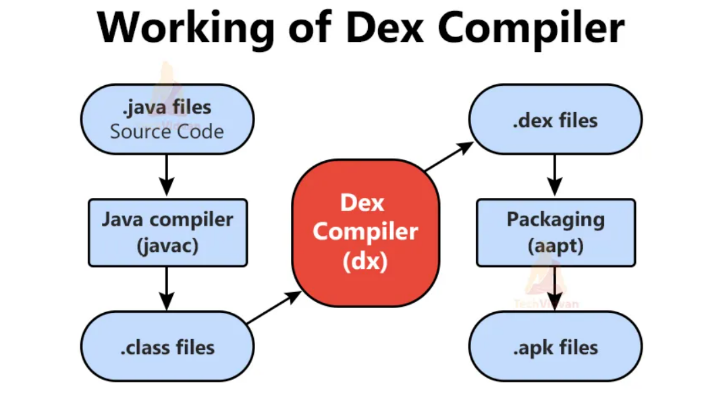 Working of Dex Compiler
.java files
Source Code
Java compiler
(javac)
.class files
Dex
Compiler
(dx)
.dex files
Packaging
(aapt)
TechVidvan
.apk files